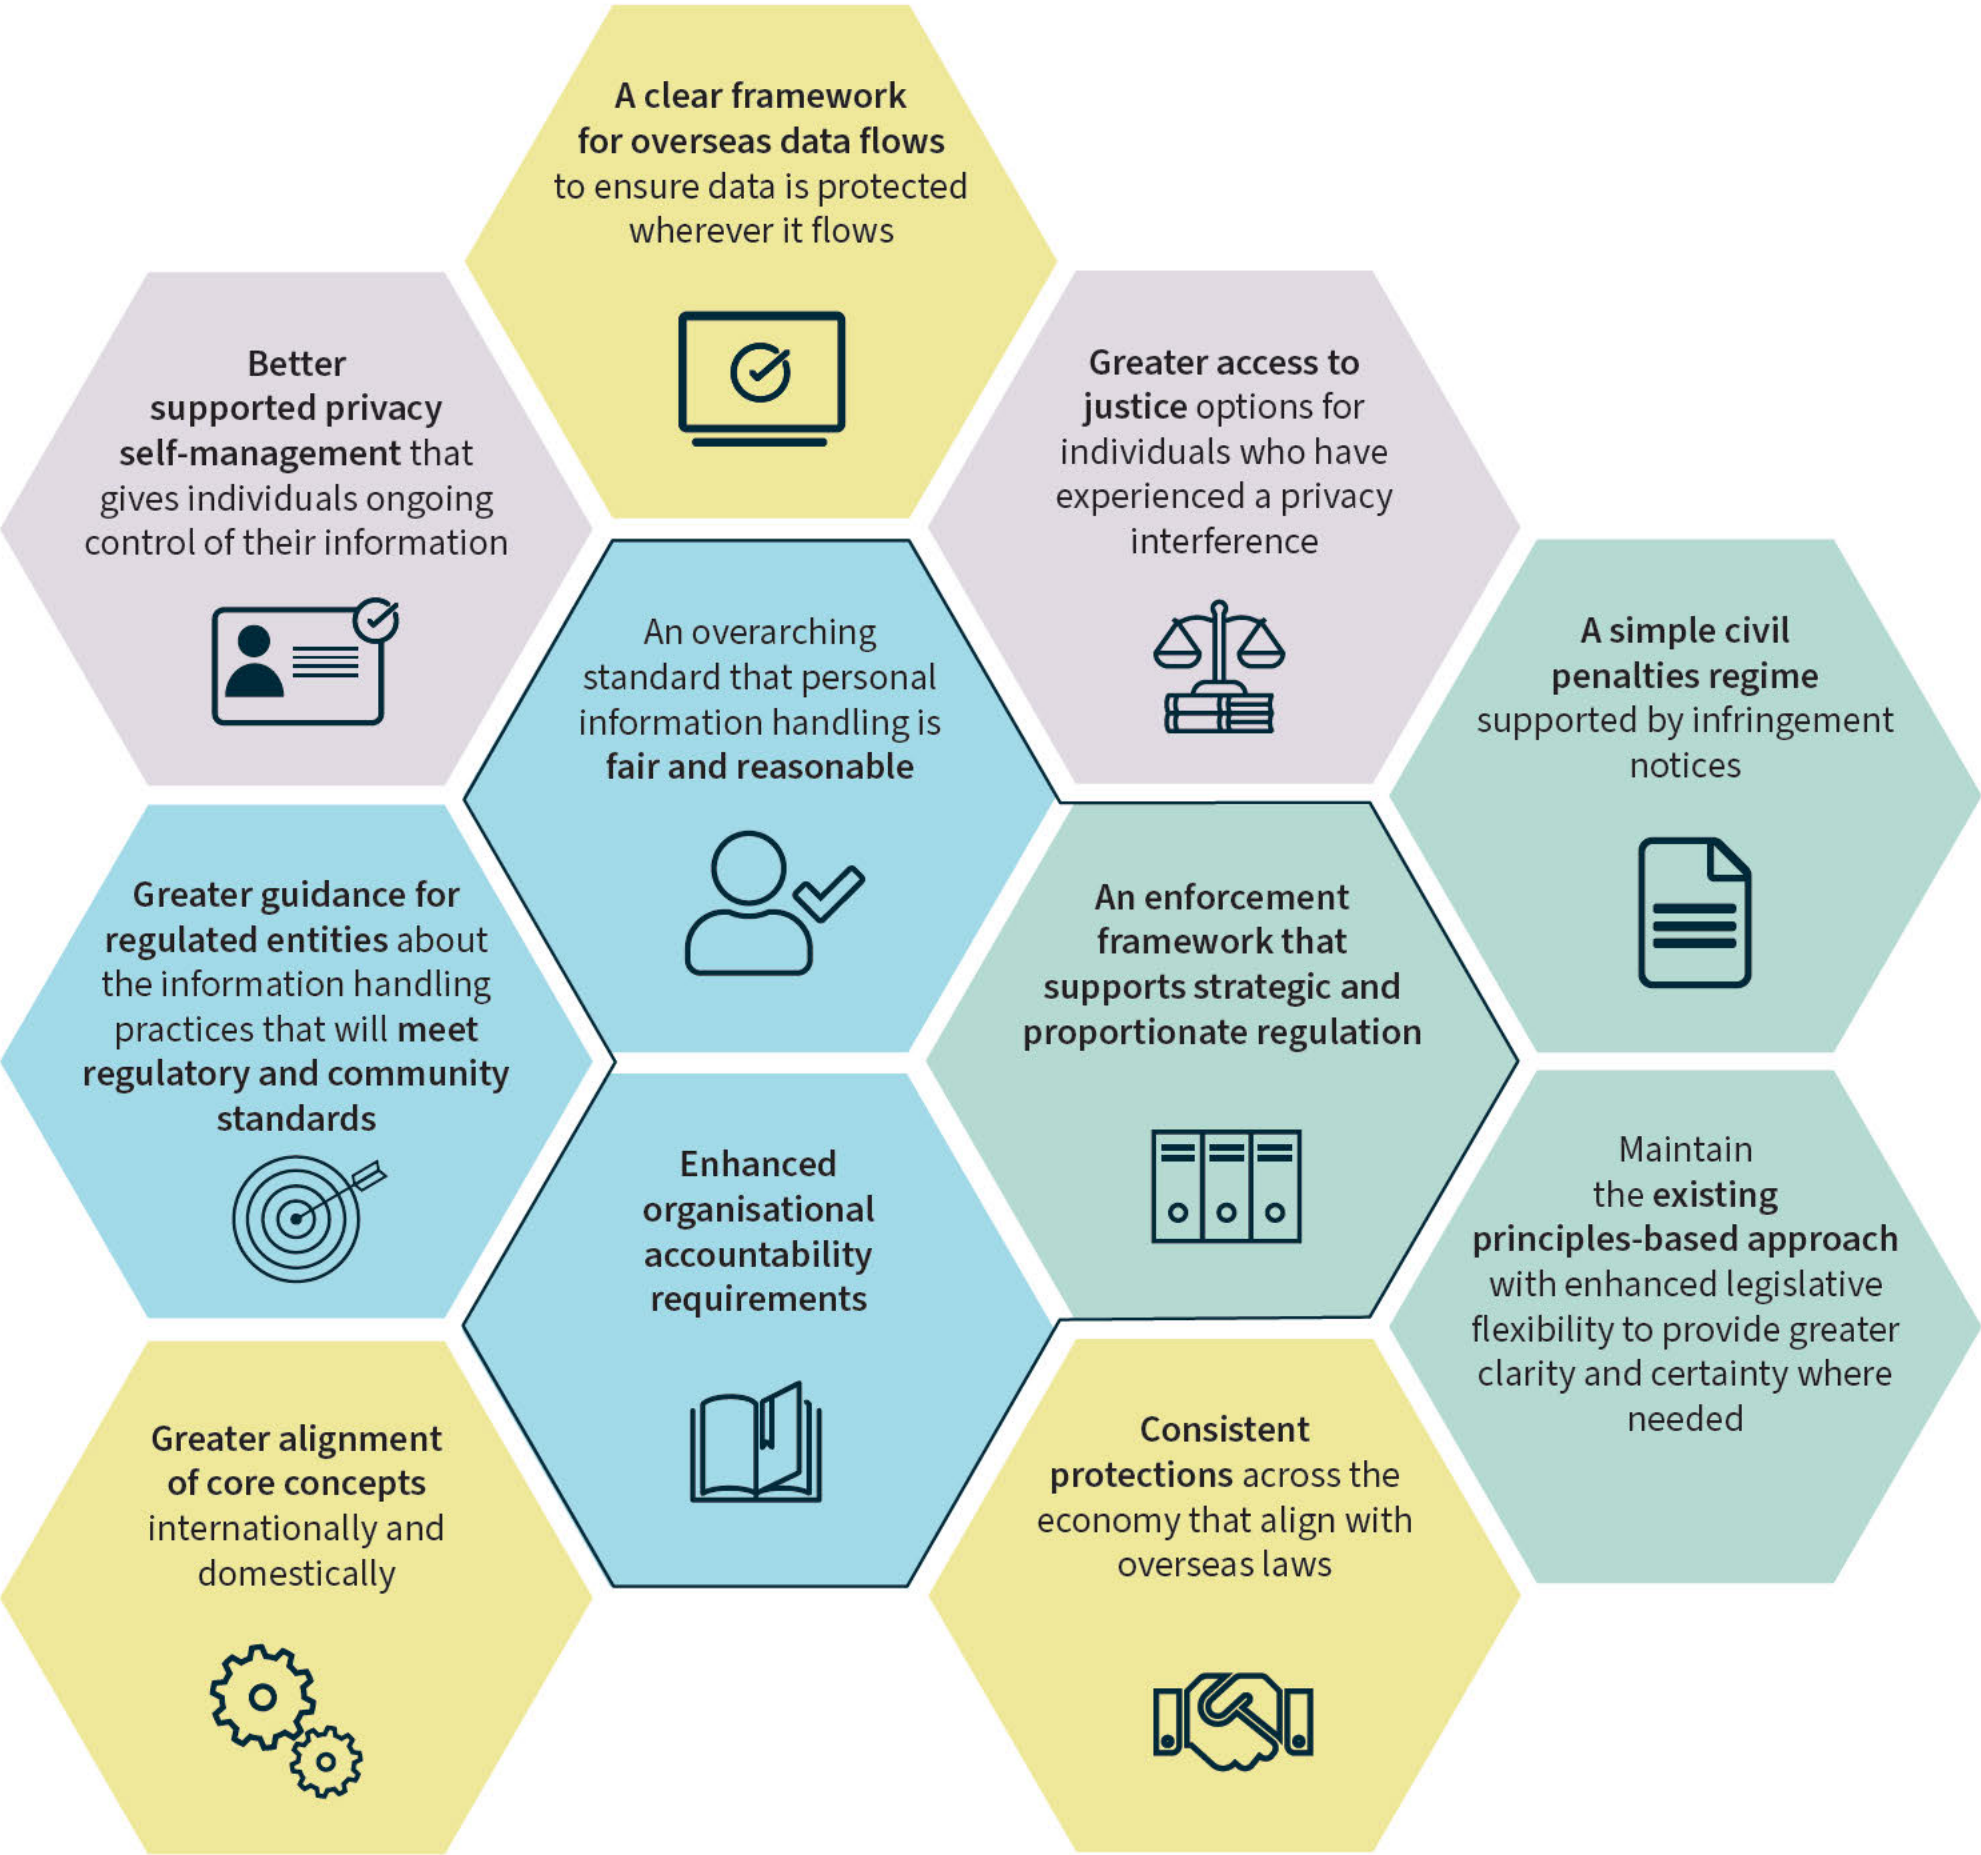 A clear framework
for overseas data flows
to ensure data is protected
wherever it flows
Better
supported privacy
self-management that
gives individuals ongoing
control of their information
Greater access to
justice options for
individuals who have
experienced a privacy
interference
An overarching
standard that personal
information handling is
fair and reasonable
A simple civil
penalties regime
supported by infringement
notices
Greater guidance for
regulated entities about
the information handling
practices that will meet
regulatory and community
standards
An enforcement
framework that
supports strategic and
proportionate regulation
Enhanced
organisational
accountability
requirements
Maintain
the existing
principles-based approach
with enhanced legislative
flexibility to provide greater
clarity and certainty where
needed
Greater alignment
of core concepts
internationally and
domestically
Consistent
protections across the
economy that align with
overseas laws